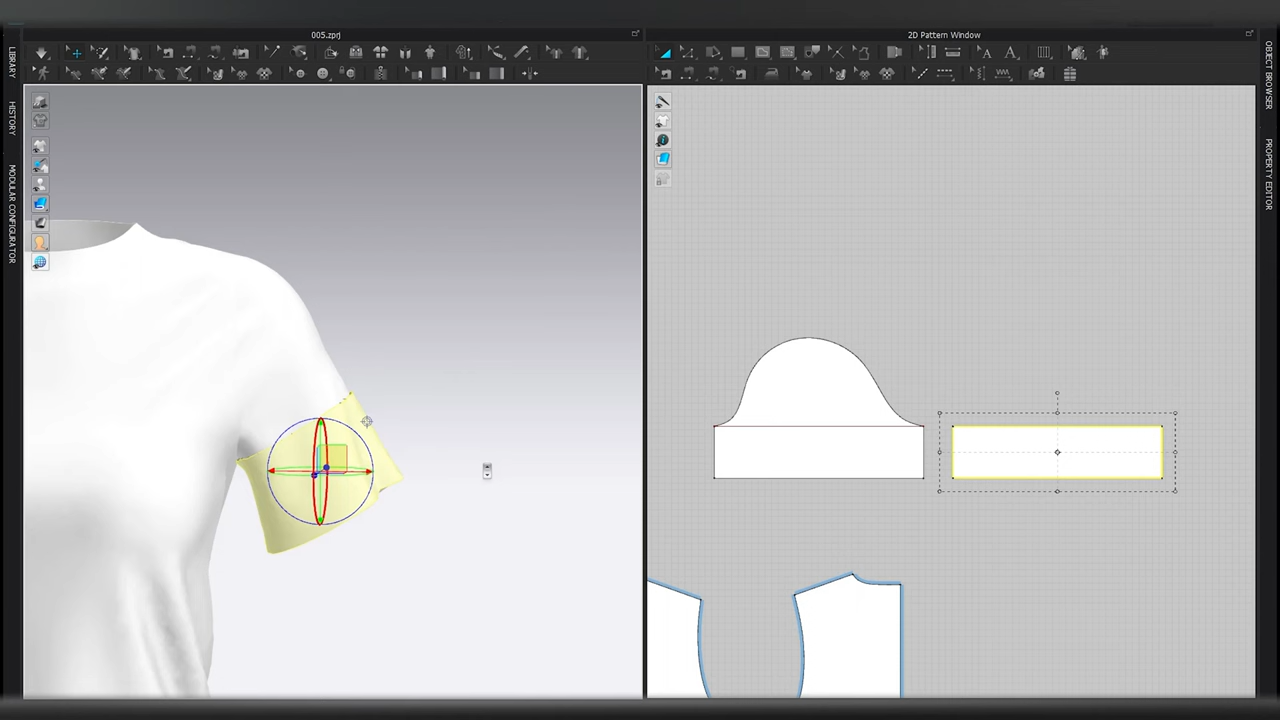 005.zprj
2D Pattern Window
LIBRARY
HISTORY
MODULAR CONFIGURATOR
OBJECT BROWSER
PROPERTY EDITOR